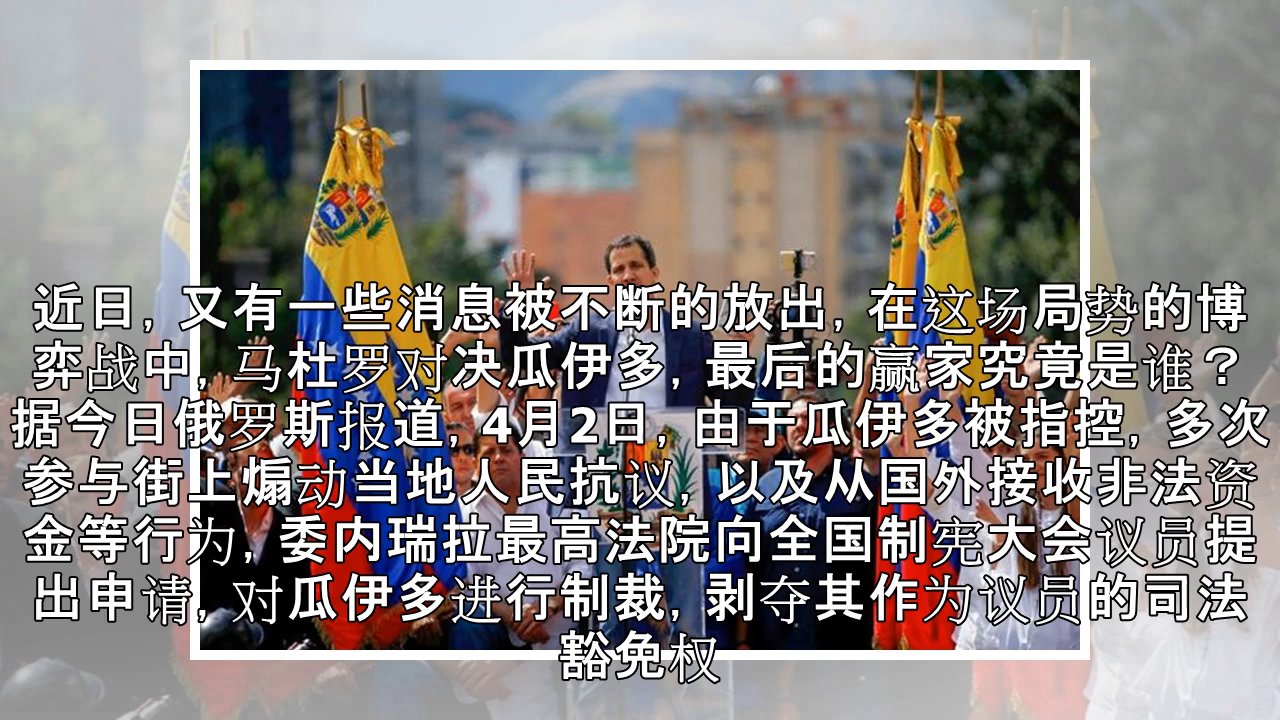 近日, 又有一些消息被不断的放出, 在这场局势的博
弈战中, 马杜罗对决瓜伊多, 最后的赢家究竟是谁？
据今日俄罗斯报道, 4月2日, 由于瓜伊多被指控, 多次
参与街上煽动当地人民抗议, 以及从国外接收非法资
金等行为, 委内瑞拉最高法院向全国制宪大会议员提
出申请, 对瓜伊多进行制裁, 剥夺其作为议员的司法
豁免权